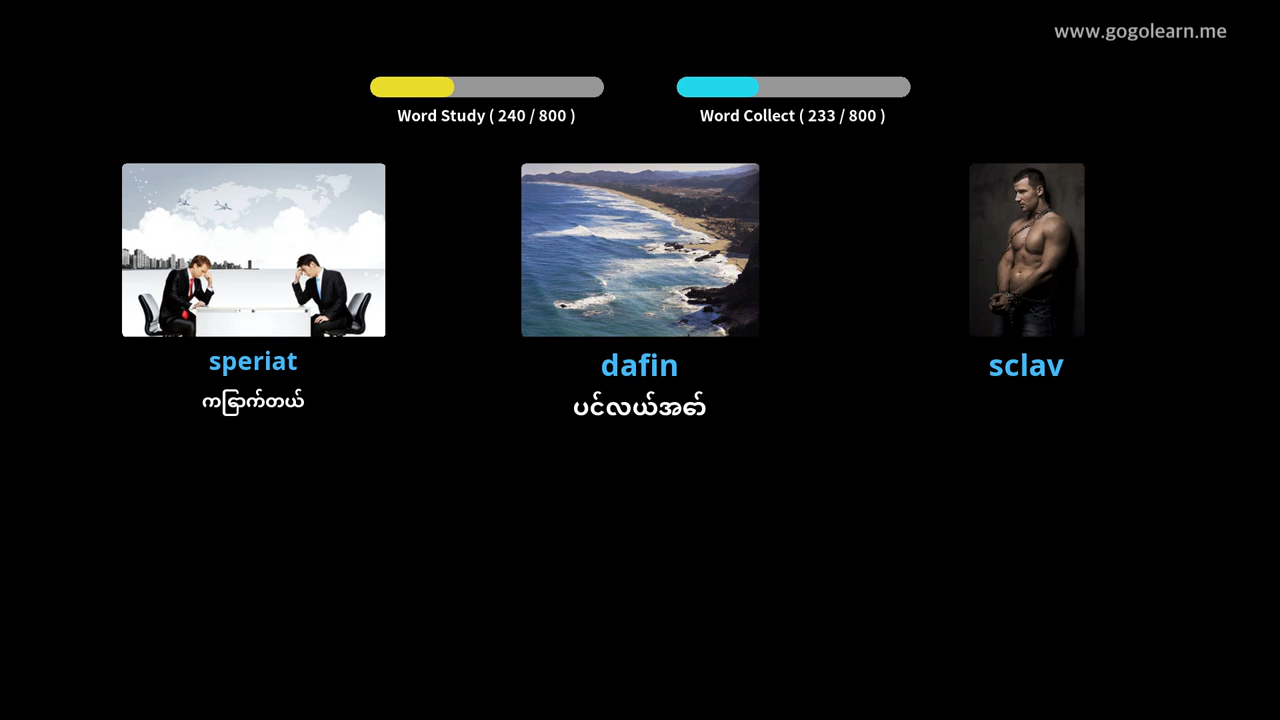 www.gogolearn.me
Word Study ( 240 / 800 )
Word Collect ( 233 / 800 )
speriat
dafin
sclav
ကြောက်တယ်
ပင်လယ်အော်